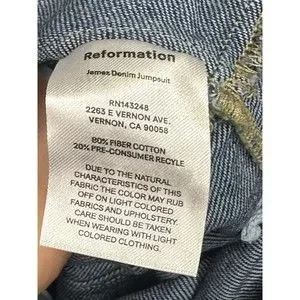 Reformation
James Denim Jumpsuit
RN143248
2263 E VERNON AVE.
VERNON, CA 90058
80% FIBER COTTON
20% PRE-CONSUMER RECYLE
DUE TO THE NATURAL
CHARACTERISTICS OF THIS
FABRIC THE COLOR MAY RUB
OFF ON LIGHT COLORED
FABRICS AND UPHOLSTERY.
CARE SHOULD BE TAKEN
WHEN WEARING WITH LIGHT
COLORED CLOTHING.